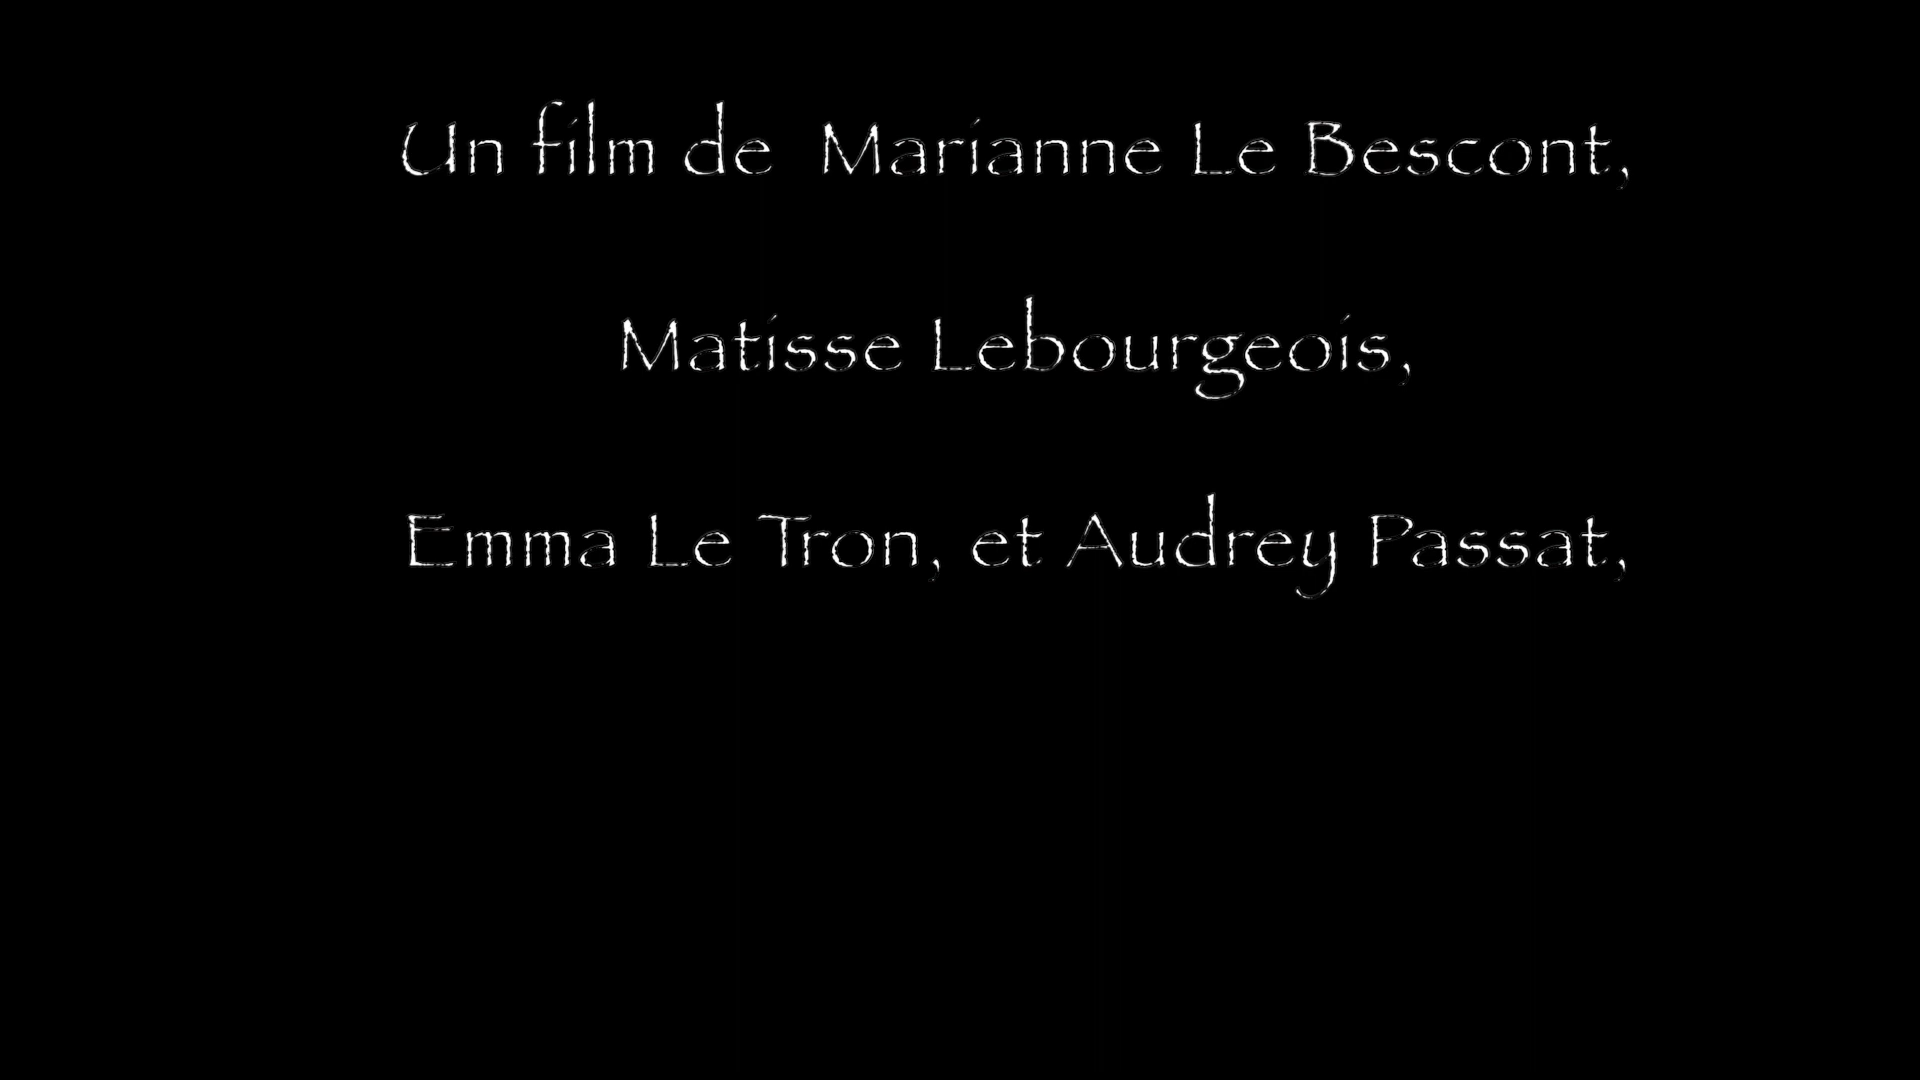 Un film de  Marianne Le Bescont,
Matisse Lebourgeois,
Emma Le Tron, et Audrey Passat,